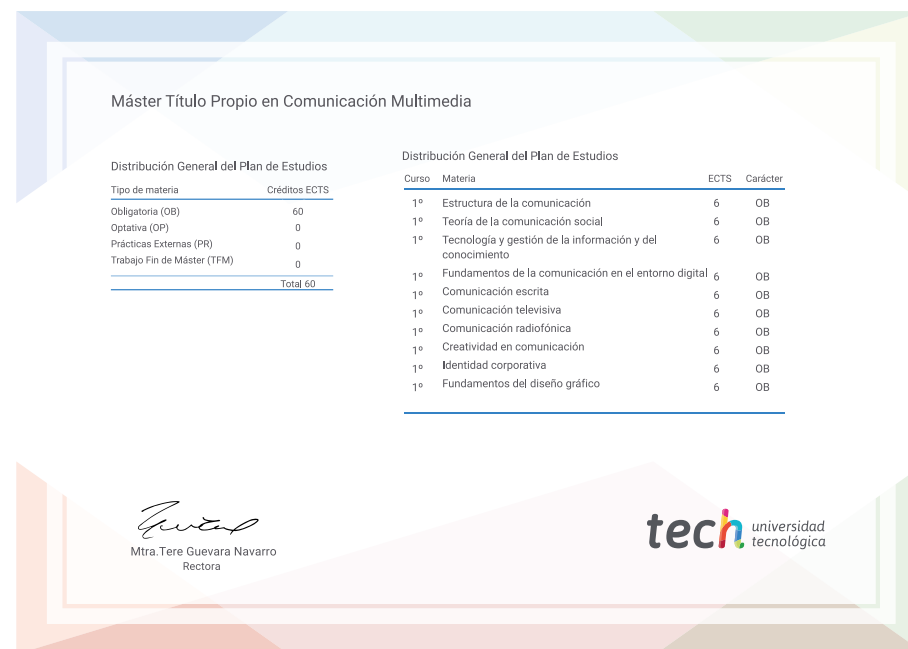 Máster Título Propio en Comunicación Multimedia
Distribución General del Plan de Estudios
Tipo de materia Créditos ECTS
Obligatoria (OB) 60
Optativa (OP) 0
Prácticas Externas (PR) 0
Trabajo Fin de Máster (TFM) 0
Total 60
Distribución General del Plan de Estudios
Curso Materia ECTS Carácter
1º Estructura de la comunicación 6 OB
1º Teoría de la comunicación social 6 OB
1º Tecnología y gestión de la información y del 6 OB
conocimiento
1º Fundamentos de la comunicación en el entorno digital 6 OB
1º Comunicación escrita 6 OB
1º Comunicación televisiva 6 OB
1º Comunicación radiofónica 6 OB
1º Creatividad en comunicación 6 OB
1º Identidad corporativa 6 OB
1º Fundamentos del diseño gráfico 6 OB
Mtra.Tere Guevara Navarro
Rectora
tech universidad
tecnológica